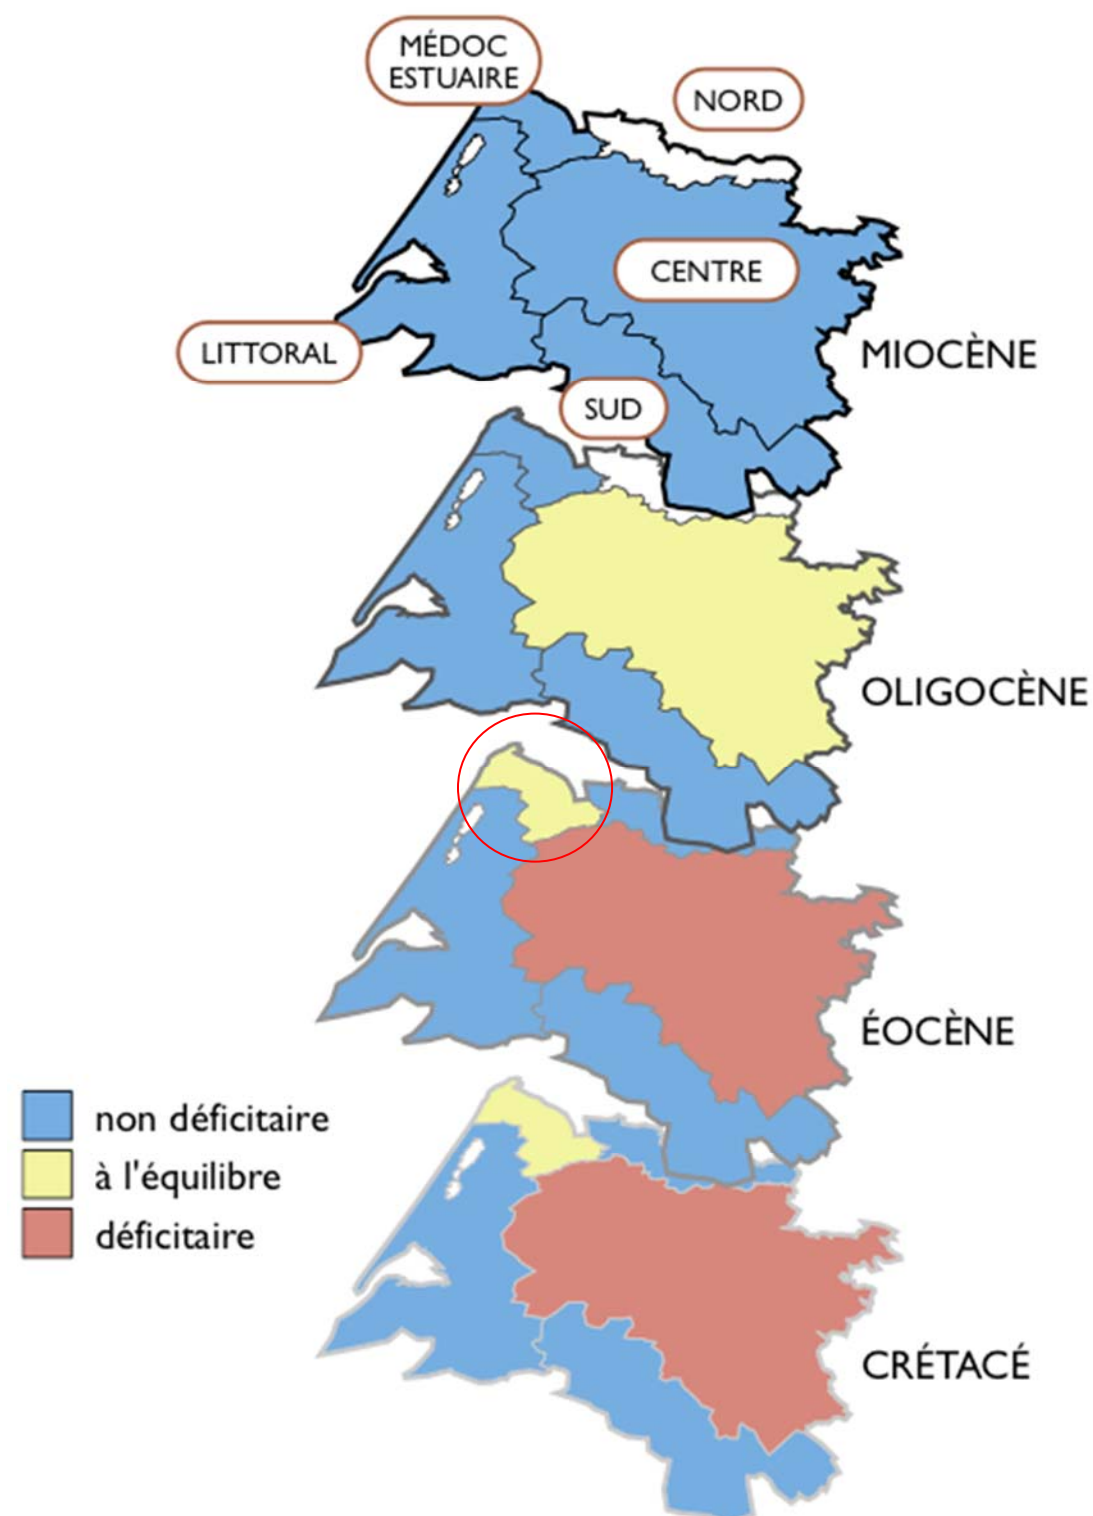 MÉDOC
ESTUAIRE
NORD
CENTRE
LITTORAL
MIOCÈNE
SUD
OLIGOCÈNE
ÉOCÈNE
non déficitaire
à l'équilibre
déficitaire
CRÉTACÉ